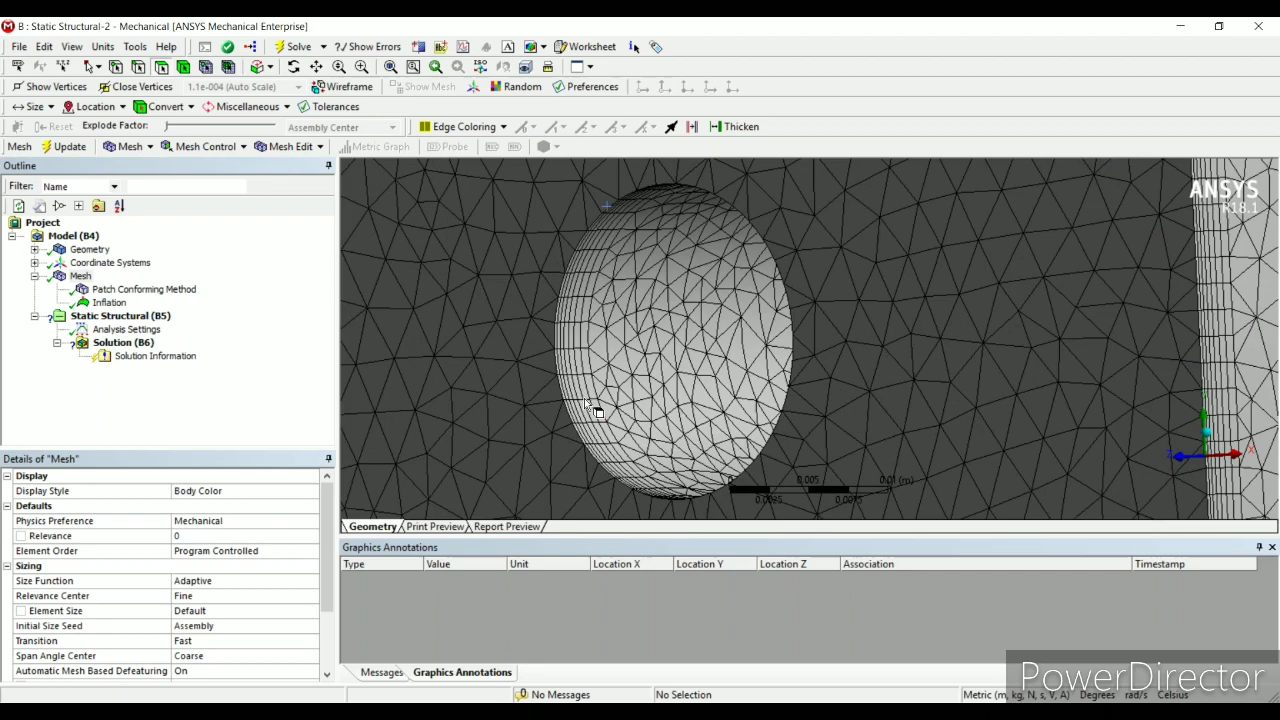 B : Static Structural-2 - Mechanical [ANSYS Mechanical Enterprise]
File Edit View Units Tools Help Solve Show Errors Worksheet
Show Vertices Close Vertices 1.1e-004 (Auto Scale) Wireframe Show Mesh Random Preferences
Size Location Convert Miscellaneous Tolerances
Reset Explode Factor: Assembly Center Edge Coloring Thicken
Mesh Update Mesh Mesh Control Mesh Edit Metric Graph Probe
Outline
Filter: Name
Project
Model (B4)
Geometry
Coordinate Systems
Mesh
Patch Conforming Method
Inflation
Static Structural (B5)
Analysis Settings
Solution (B6)
Solution Information
Details of "Mesh"
Display
Display Style Body Color
Defaults
Physics Preference Mechanical
Relevance 0
Element Order Program Controlled
Sizing
Size Function Adaptive
Relevance Center Fine
Element Size Default
Initial Size Seed Assembly
Transition Fast
Span Angle Center Coarse
Automatic Mesh Based Defeaturing On
ANSYS
R18.1
Z X
0.005 0.01 (m)
0.0025
Geometry Print Preview Report Preview
Graphics Annotations
Type Value Unit Location X Location Y Location Z Association Timestamp
Messages Graphics Annotations
PowerDirector
0 No Messages No Selection Metric (m, kg, N, s, V, A) Degrees rad/s Celsius